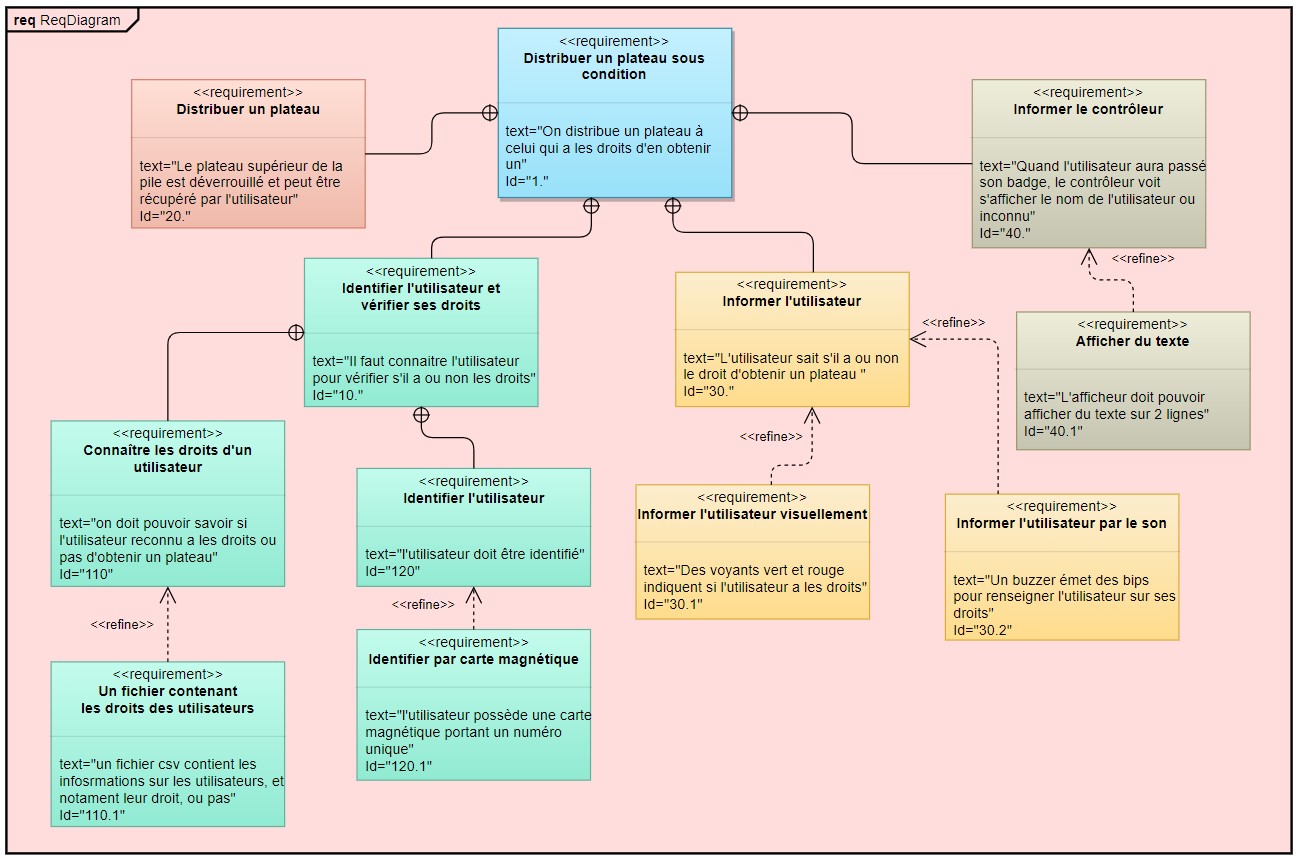 req ReqDiagram
<<requirement>>
Distribuer un plateau sous
condition
text="On distribue un plateau à
celui qui a les droits d'en obtenir
un"
Id="1."
<<requirement>>
Distribuer un plateau
text="Le plateau supérieur de la
pile est déverrouillé et peut être
récupéré par l'utilisateur"
Id="20."
<<requirement>>
Informer le contrôleur
text="Quand l'utilisateur aura passé
son badge, le contrôleur voit
s'afficher le nom de l'utilisateur ou
inconnu"
Id="40."
<<refine>>
<<requirement>>
Identifier l'utilisateur et
vérifier ses droits
text="Il faut connaitre l'utilisateur
pour vérifier s'il a ou non les droits"
Id="10."
<<requirement>>
Informer l'utilisateur
text="L'utilisateur sait s'il a ou non
le droit d'obtenir un plateau "
Id="30."
<<refine>>
<<requirement>>
Afficher du texte
text="L'afficheur doit pouvoir
afficher du texte sur 2 lignes"
Id="40.1"
<<requirement>>
Connaître les droits d'un
utilisateur
text="on doit pouvoir savoir si
l'utilisateur reconnu a les droits ou
pas d'obtenir un plateau"
Id="110"
<<requirement>>
Identifier l'utilisateur
text="l'utilisateur doit être identifié"
Id="120"
<<refine>>
<<requirement>>
Informer l'utilisateur visuellement
text="Des voyants vert et rouge
indiquent si l'utilisateur a les droits"
Id="30.1"
<<requirement>>
Informer l'utilisateur par le son
text="Un buzzer émet des bips
pour renseigner l'utilisateur sur ses
droits"
Id="30.2"
<<refine>>
<<refine>>
<<requirement>>
Un fichier contenant
les droits des utilisateurs
text="un fichier csv contient les
infosrmations sur les utilisateurs, et
notament leur droit, ou pas"
Id="110.1"
<<requirement>>
Identifier par carte magnétique
text="l'utilisateur possède une carte
magnétique portant un numéro
unique"
Id="120.1"